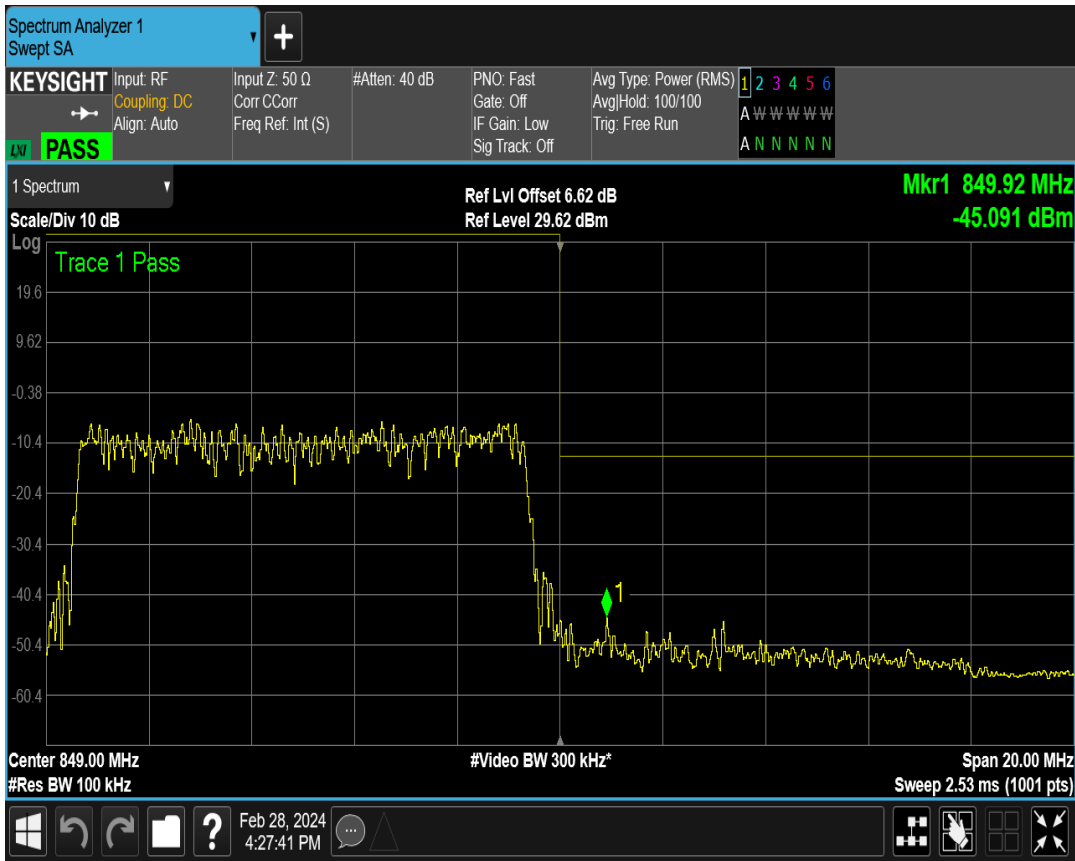 Spectrum Analyzer 1
Swept SA
+
KEYSIGHT
LXI PASS
Input: RF
Coupling: DC
Align: Auto
Input Z: 50 Ω
Corr CCorr
Freq Ref: Int (S)
#Atten: 40 dB
PNO: Fast
Gate: Off
IF Gain: Low
Sig Track: Off
Avg Type: Power (RMS)
Avg|Hold: 100/100
Trig: Free Run
1 2 3 4 5 6
A W W W W W
A N N N N N
1 Spectrum
Scale/Div 10 dB
Log
Ref Lvl Offset 6.62 dB
Ref Level 29.62 dBm
Mkr1 849.92 MHz
-45.091 dBm
Trace 1 Pass
19.6
9.62
-0.38
-10.4
-20.4
-30.4
-40.4
1
-50.4
-60.4
Center 849.00 MHz
#Res BW 100 kHz
#Video BW 300 kHz*
Span 20.00 MHz
Sweep 2.53 ms (1001 pts)
?
Feb 28, 2024
4:27:41 PM